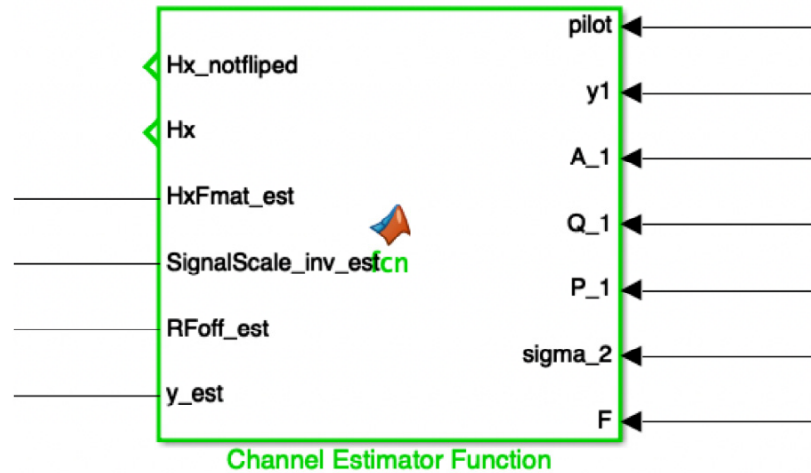 Hx_notfliped
Hx
HxFmat_est
SignalScale_inv_est
RFoff_est
y_est
fcn
pilot
y1
A_1
Q_1
P_1
sigma_2
F
Channel Estimator Function